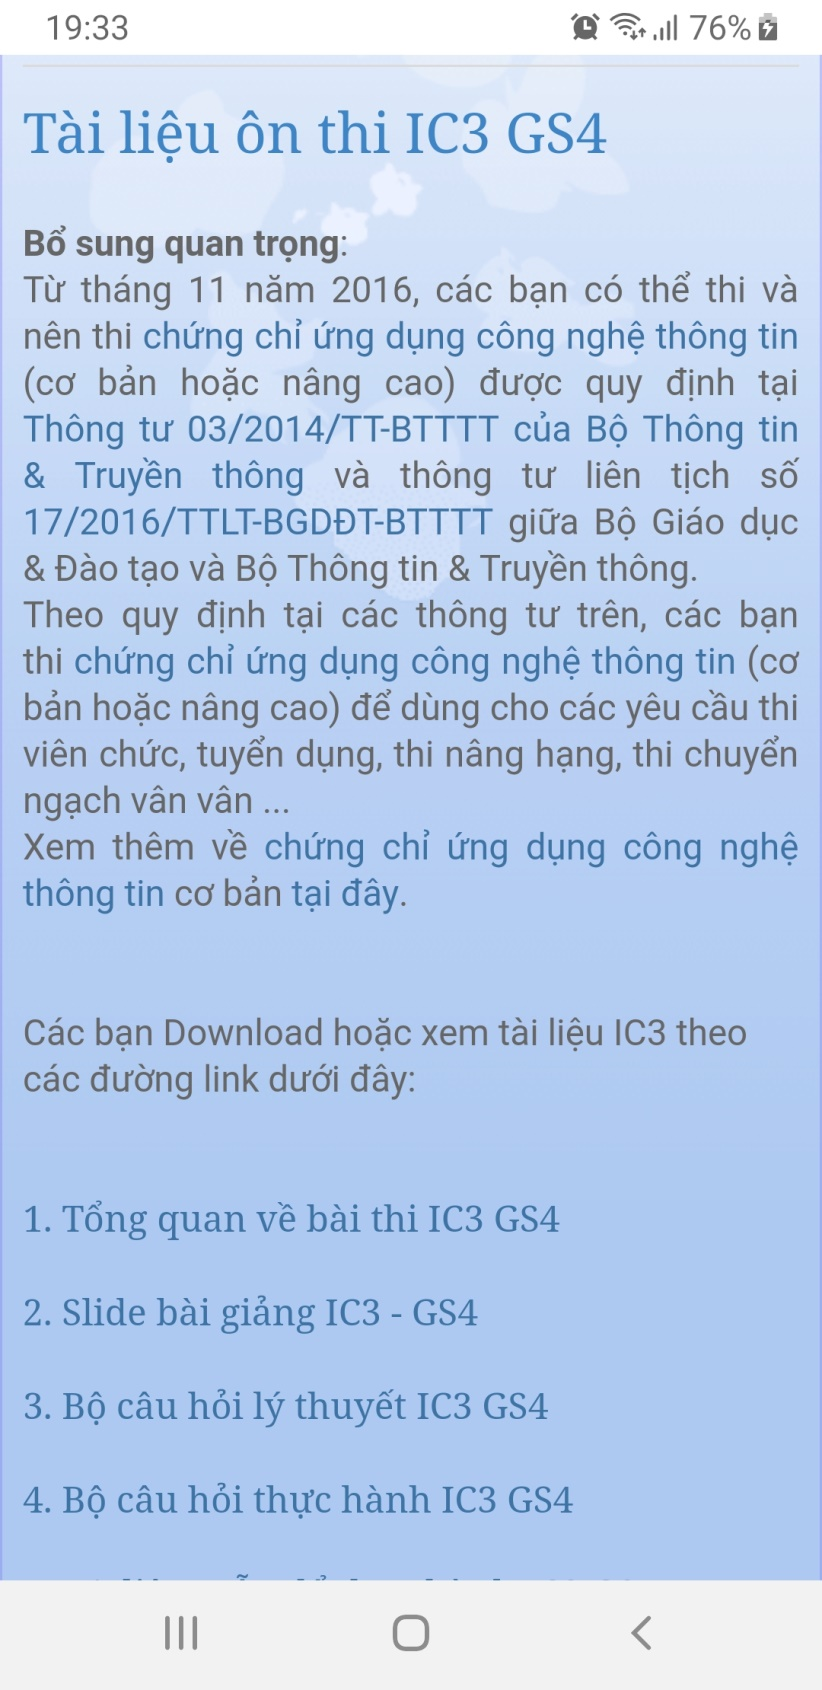 19:33
76%
Tài liệu ôn thi IC3 GS4
Bổ sung quan trọng:
Từ tháng 11 năm 2016, các bạn có thể thi và
nên thi chứng chỉ ứng dụng công nghệ thông tin
(cơ bản hoặc nâng cao) được quy định tại
Thông tư 03/2014/TT-BTTTT của Bộ Thông tin
& Truyền thông và thông tư liên tịch số
17/2016/TTLT-BGDĐT-BTTTT giữa Bộ Giáo dục
& Đào tạo và Bộ Thông tin & Truyền thông.
Theo quy định tại các thông tư trên, các bạn
thi chứng chỉ ứng dụng công nghệ thông tin (cơ
bản hoặc nâng cao) để dùng cho các yêu cầu thi
viên chức, tuyển dụng, thi nâng hạng, thi chuyển
ngạch vân vân ...
Xem thêm về chứng chỉ ứng dụng công nghệ
thông tin cơ bản tại đây.
Các bạn Download hoặc xem tài liệu IC3 theo
các đường link dưới đây:
1. Tổng quan về bài thi IC3 GS4
2. Slide bài giảng IC3 - GS4
3. Bộ câu hỏi lý thuyết IC3 GS4
4. Bộ câu hỏi thực hành IC3 GS4